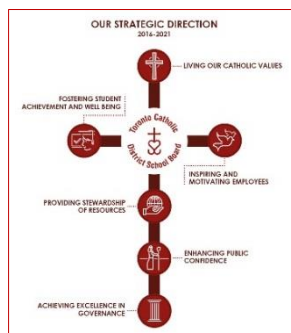 OUR STRATEGIC DIRECTION
2016-2021
LIVING OUR CATHOLIC VALUES
FOSTERING STUDENT
ACHIEVEMENT AND WELL BEING
Toronto Catholic
District School Board
INSPIRING AND
MOTIVATING EMPLOYEES
PROVIDING STEWARDSHIP
OF RESOURCES
ENHANCING PUBLIC
CONFIDENCE
ACHIEVING EXCELLENCE IN
GOVERNANCE